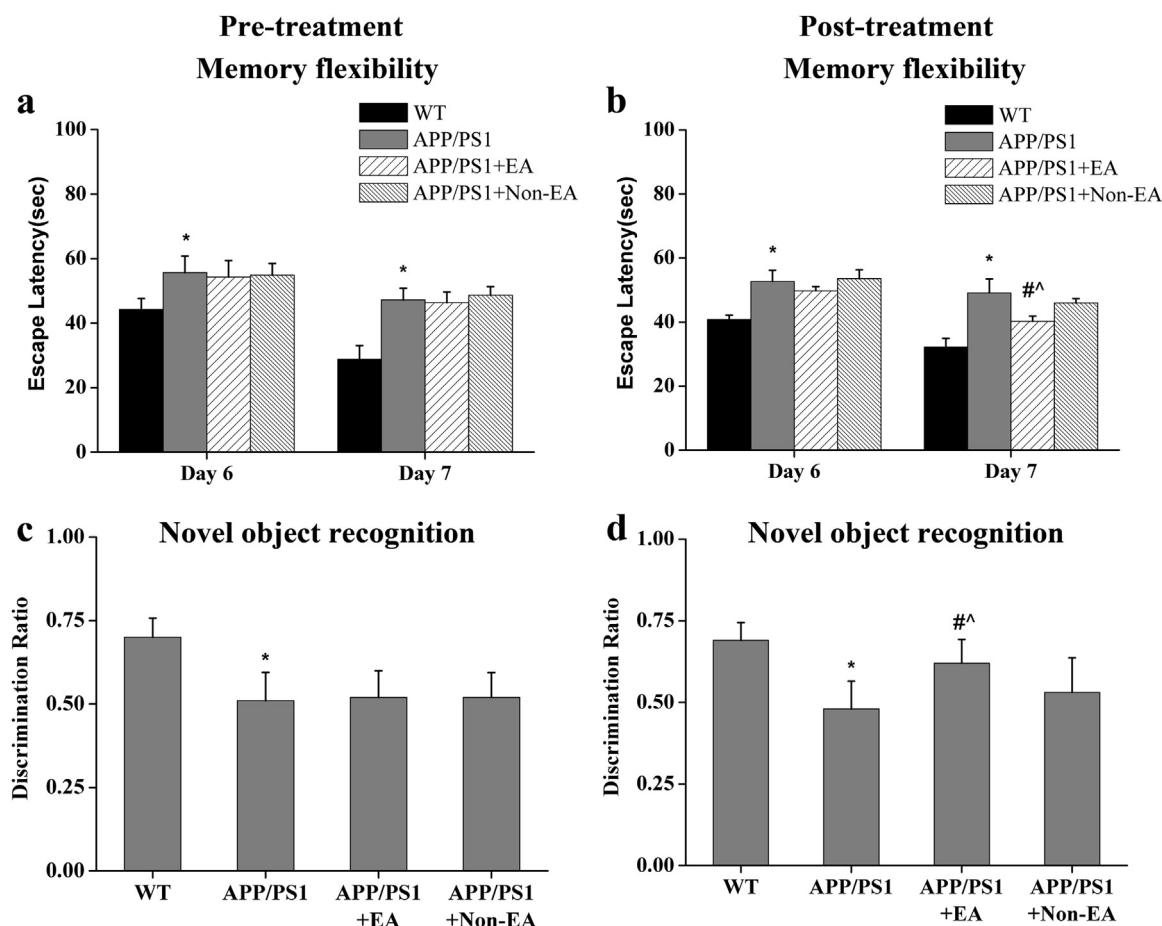 Pre-treatment
Memory flexibility
a
WT
APP/PS1
APP/PS1+EA
APP/PS1+Non-EA
100
80
60
40
20
0
Escape Latency(sec)
*
*
Day 6
Day 7
Post-treatment
Memory flexibility
b
WT
APP/PS1
APP/PS1+EA
APP/PS1+Non-EA
100
80
60
40
20
0
Escape Latency(sec)
*
*
#^
Day 6
Day 7
c
Novel object recognition
1.00
0.75
0.50
0.25
0.00
Discrimination Ratio
*
WT
APP/PS1
APP/PS1
+EA
APP/PS1
+Non-EA
d
Novel object recognition
1.00
0.75
0.50
0.25
0.00
Discrimination Ratio
*
#^
WT
APP/PS1
APP/PS1
+EA
APP/PS1
+Non-EA